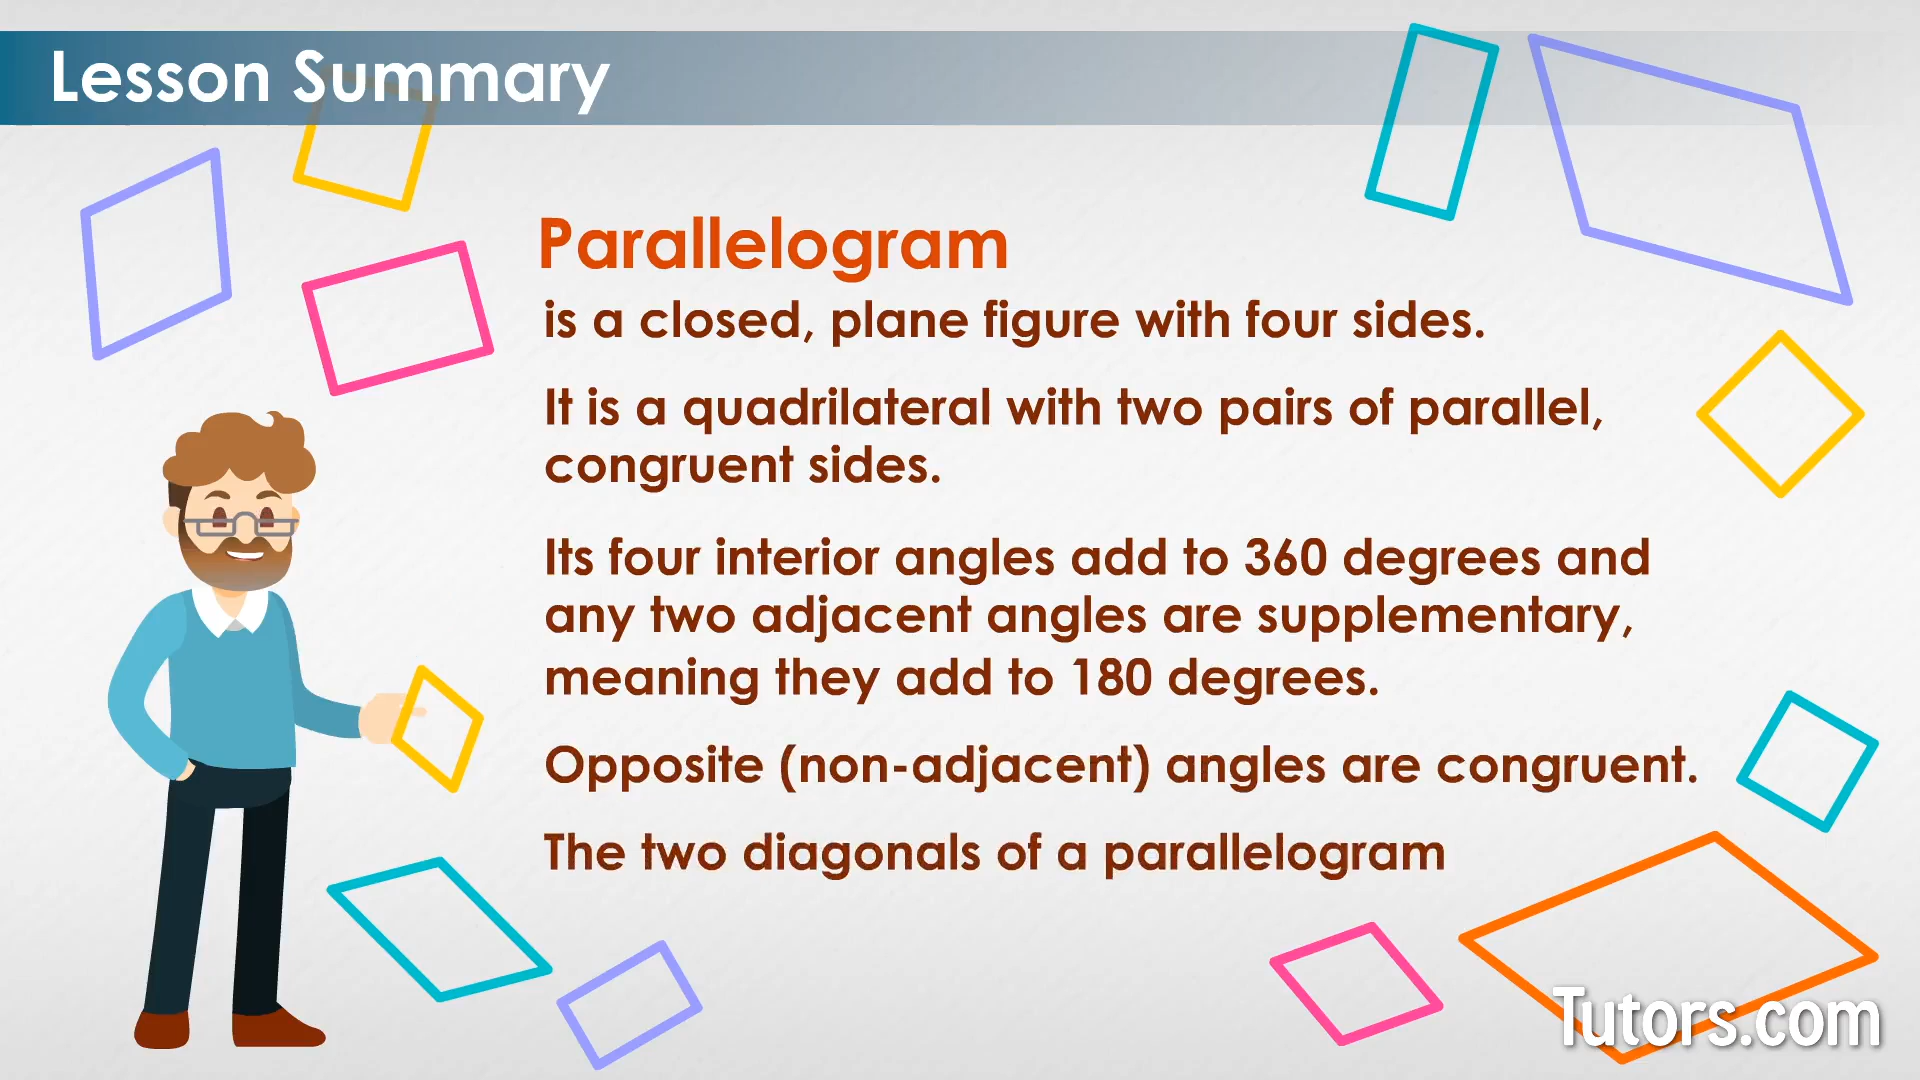 Lesson Summary
Parallelogram
is a closed, plane figure with four sides.
It is a quadrilateral with two pairs of parallel,
congruent sides.
Its four interior angles add to 360 degrees and
any two adjacent angles are supplementary,
meaning they add to 180 degrees.
Opposite (non-adjacent) angles are congruent.
The two diagonals of a parallelogram
Tutors.com